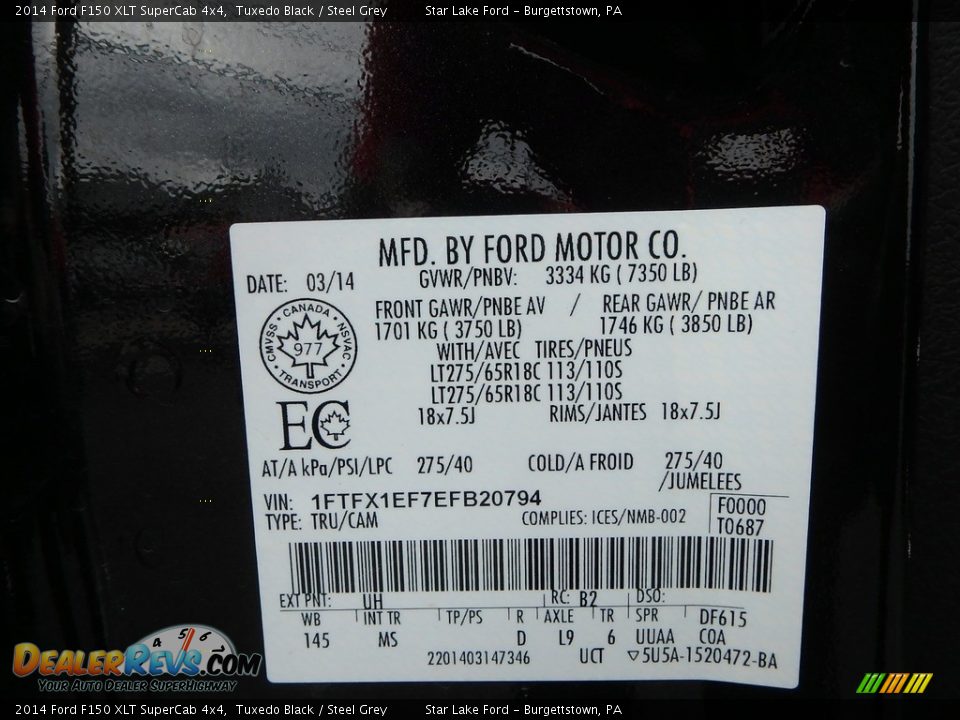 2014 Ford F150 XLT SuperCab 4x4, Tuxedo Black / Steel Grey Star Lake Ford - Burgettstown, PA
MFD. BY FORD MOTOR CO.
DATE: 03/14 GVWR/PNBV: 3334 KG ( 7350 LB)
FRONT GAWR/PNBE AV / REAR GAWR/ PNBE AR
1701 KG ( 3750 LB) 1746 KG ( 3850 LB)
WITH/AVEC TIRES/PNEUS
LT275/65R18C 113/110S
LT275/65R18C 113/110S
18x7.5J RIMS/JANTES 18x7.5J
CANADA
CMVSS 977 NSVAC
TRANSPORT
EC
AT/A kPa/PSI/LPC 275/40 COLD/A FROID 275/40
/JUMELEES
VIN: 1FTFX1EF7EFB20794 F0000
TYPE: TRU/CAM COMPLIES: ICES/NMB-002 T0687
EXT PNT: UH RC: B2 DSO:
WB INT TR TP/PS R AXLE TR SPR DF615
145 MS D L9 6 UUAA COA
2201403147346 UCT ▽5U5A-1520472-BA
DEALERREVS.COM
4 5 6
YOUR AUTO DEALER SUPERHIGHWAY
2014 Ford F150 XLT SuperCab 4x4, Tuxedo Black / Steel Grey Star Lake Ford - Burgettstown, PA